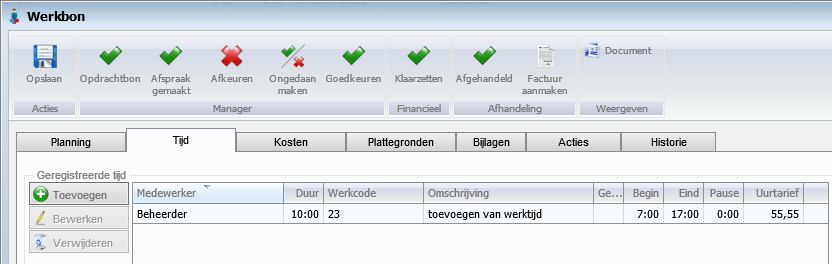 Werkbon
Opslaan
Opdrachtbon
Afspraak
gemaakt
Afkeuren
Ongedaan
maken
Goedkeuren
Klaarzetten
Afgehandeld
Factuur
aanmaken
Document
Acties
Manager
Financieel
Afhandeling
Weergeven
Planning Tijd Kosten Plattegronden Bijlagen Acties Historie
Geregistreerde tijd
Toevoegen
Bewerken
Verwijderen
Medewerker Duur Werkcode Omschrijving Ge... Begin Eind Pause Uurtarief
Beheerder 10:00 23 toevoegen van werktijd 7:00 17:00 0:00 55,55